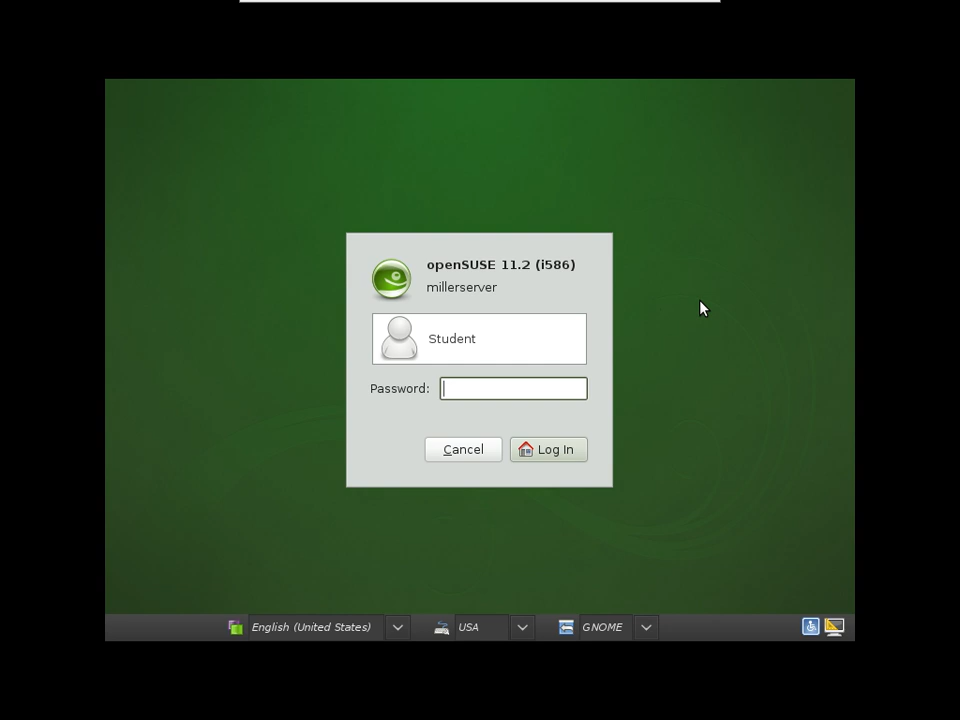 openSUSE 11.2 (i586)
millerserver
Student
Password:
Cancel
Log In
English (United States)
USA
GNOME